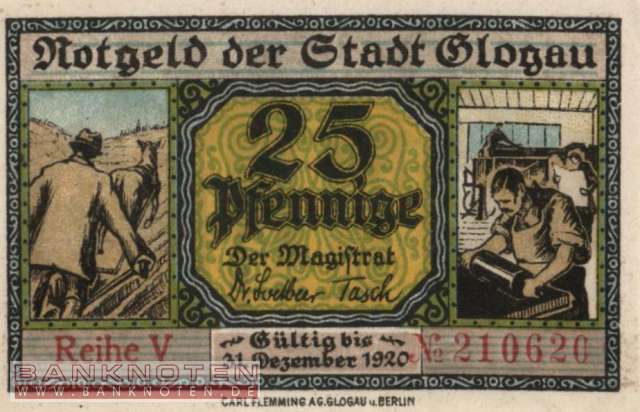 Notgeld der Stadt Glogau
25
Pfennige
Der Magistrat
Tasch
Reihe V
Gültig bis
31. Dezember 1920
№ 210620
BANKNOTEN
WWW.BANKNOTEN.DE
CARL FLEMMING A.G. GLOGAU u. BERLIN